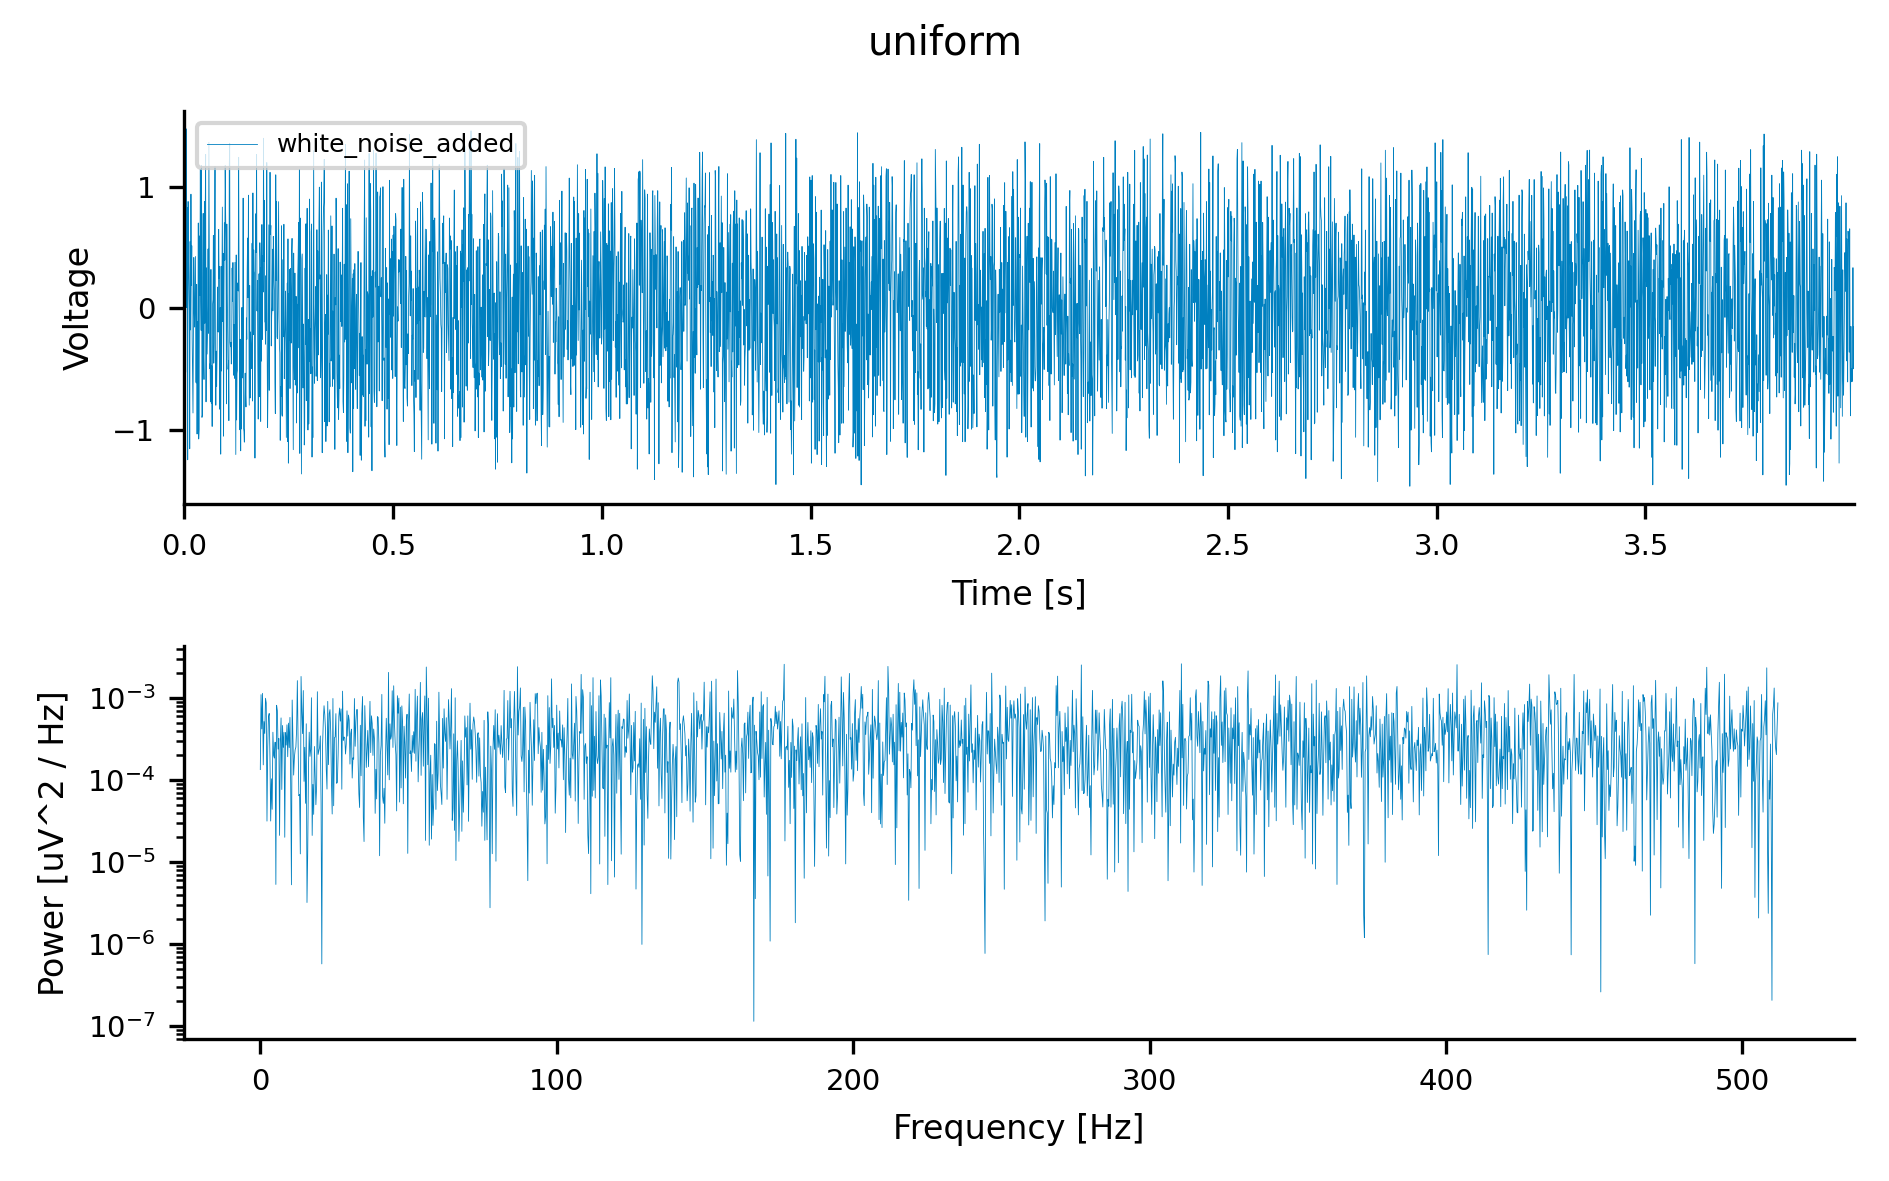 uniform
white_noise_added
Voltage
1
0
−1
0.0 0.5 1.0 1.5 2.0 2.5 3.0 3.5
Time [s]
Power [uV^2 / Hz]
10⁻³
10⁻⁴
10⁻⁵
10⁻⁶
10⁻⁷
0 100 200 300 400 500
Frequency [Hz]